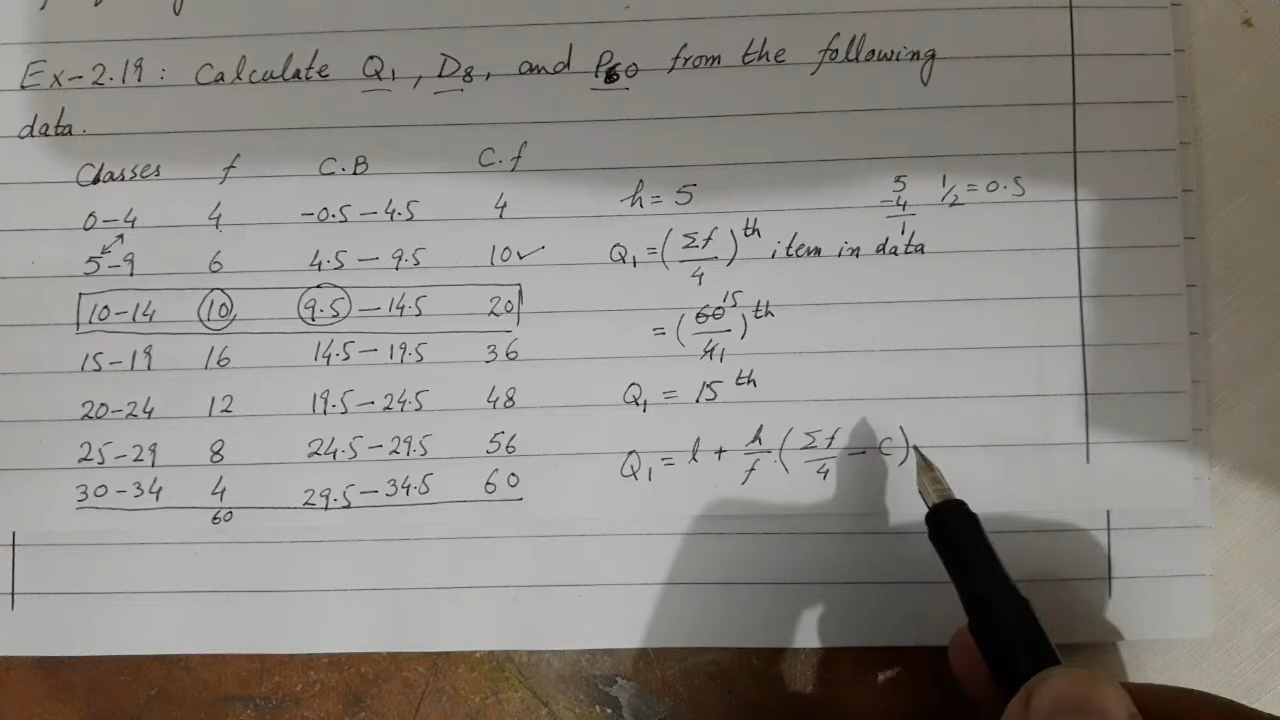 Ex-2.19: Calculate Q₁, D₈, and P₆₀ from the following
data.
Classes f C.B C.f
0-4 4 -0.5-4.5 4
5-9 6 4.5-9.5 10✓
10-14 10 9.5-14.5 20
15-19 16 14.5-19.5 36
20-24 12 19.5-24.5 48
25-29 8 24.5-29.5 56
30-34 4 29.5-34.5 60
60
h=5
5
-4
1
1/2=0.5
Q₁=(Σf/4)th item in data
=(60/4)th 15 1
Q₁ = 15th
Q₁ = l + h/f (Σf/4 - C)